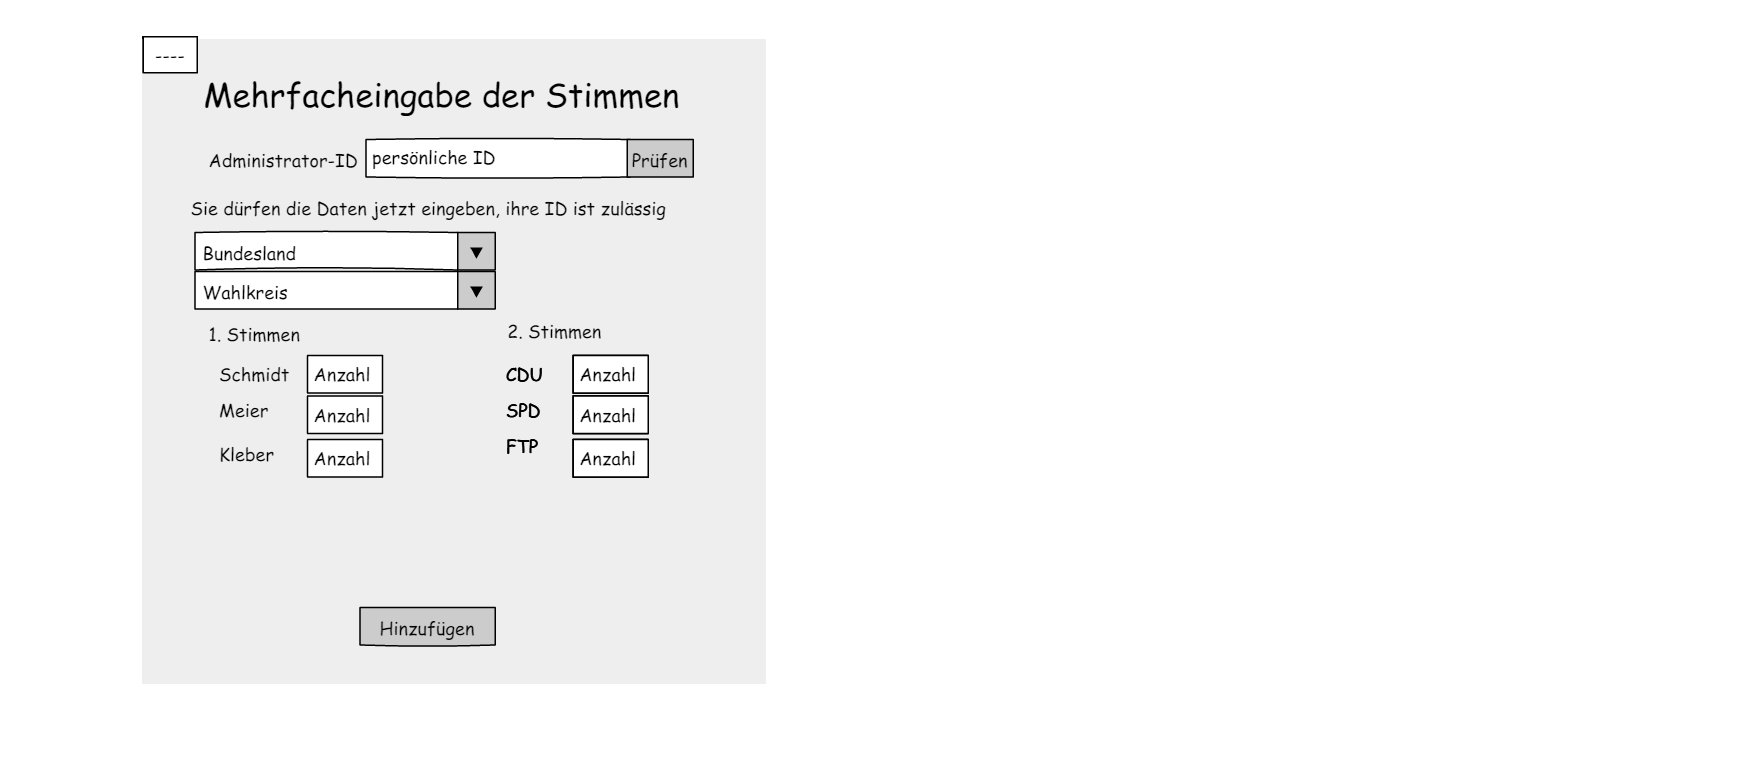 ----
Mehrfacheingabe der Stimmen
Administrator-ID persönliche ID Prüfen
Sie dürfen die Daten jetzt eingeben, ihre ID ist zulässig
Bundesland ▼
Wahlkreis ▼
1. Stimmen 2. Stimmen
Schmidt Anzahl CDU Anzahl
Meier Anzahl SPD Anzahl
Kleber Anzahl FTP Anzahl
Hinzufügen